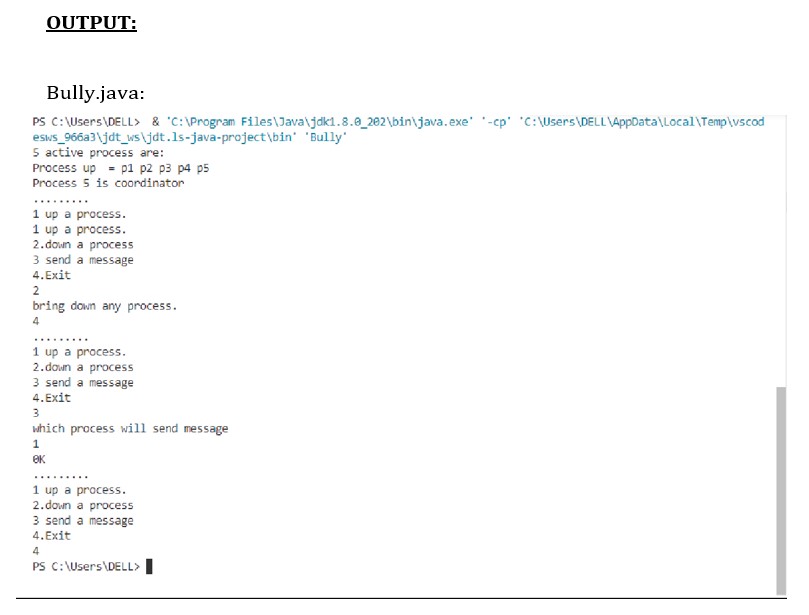 OUTPUT:
Bully.java:
PS C:\Users\DELL>  & 'C:\Program Files\Java\jdk1.8.0_202\bin\java.exe' '-cp' 'C:\Users\DELL\AppData\Local\Temp\vscod
esws_966a3\jdt_ws\jdt.ls-java-project\bin' 'Bully'
5 active process are:
Process up  = p1 p2 p3 p4 p5
Process 5 is coordinator
.........
1 up a process.
1 up a process.
2.down a process
3 send a message
4.Exit
2
bring down any process.
4
.........
1 up a process.
2.down a process
3 send a message
4.Exit
3
which process will send message
1
0K
.........
1 up a process.
2.down a process
3 send a message
4.Exit
4
PS C:\Users\DELL>